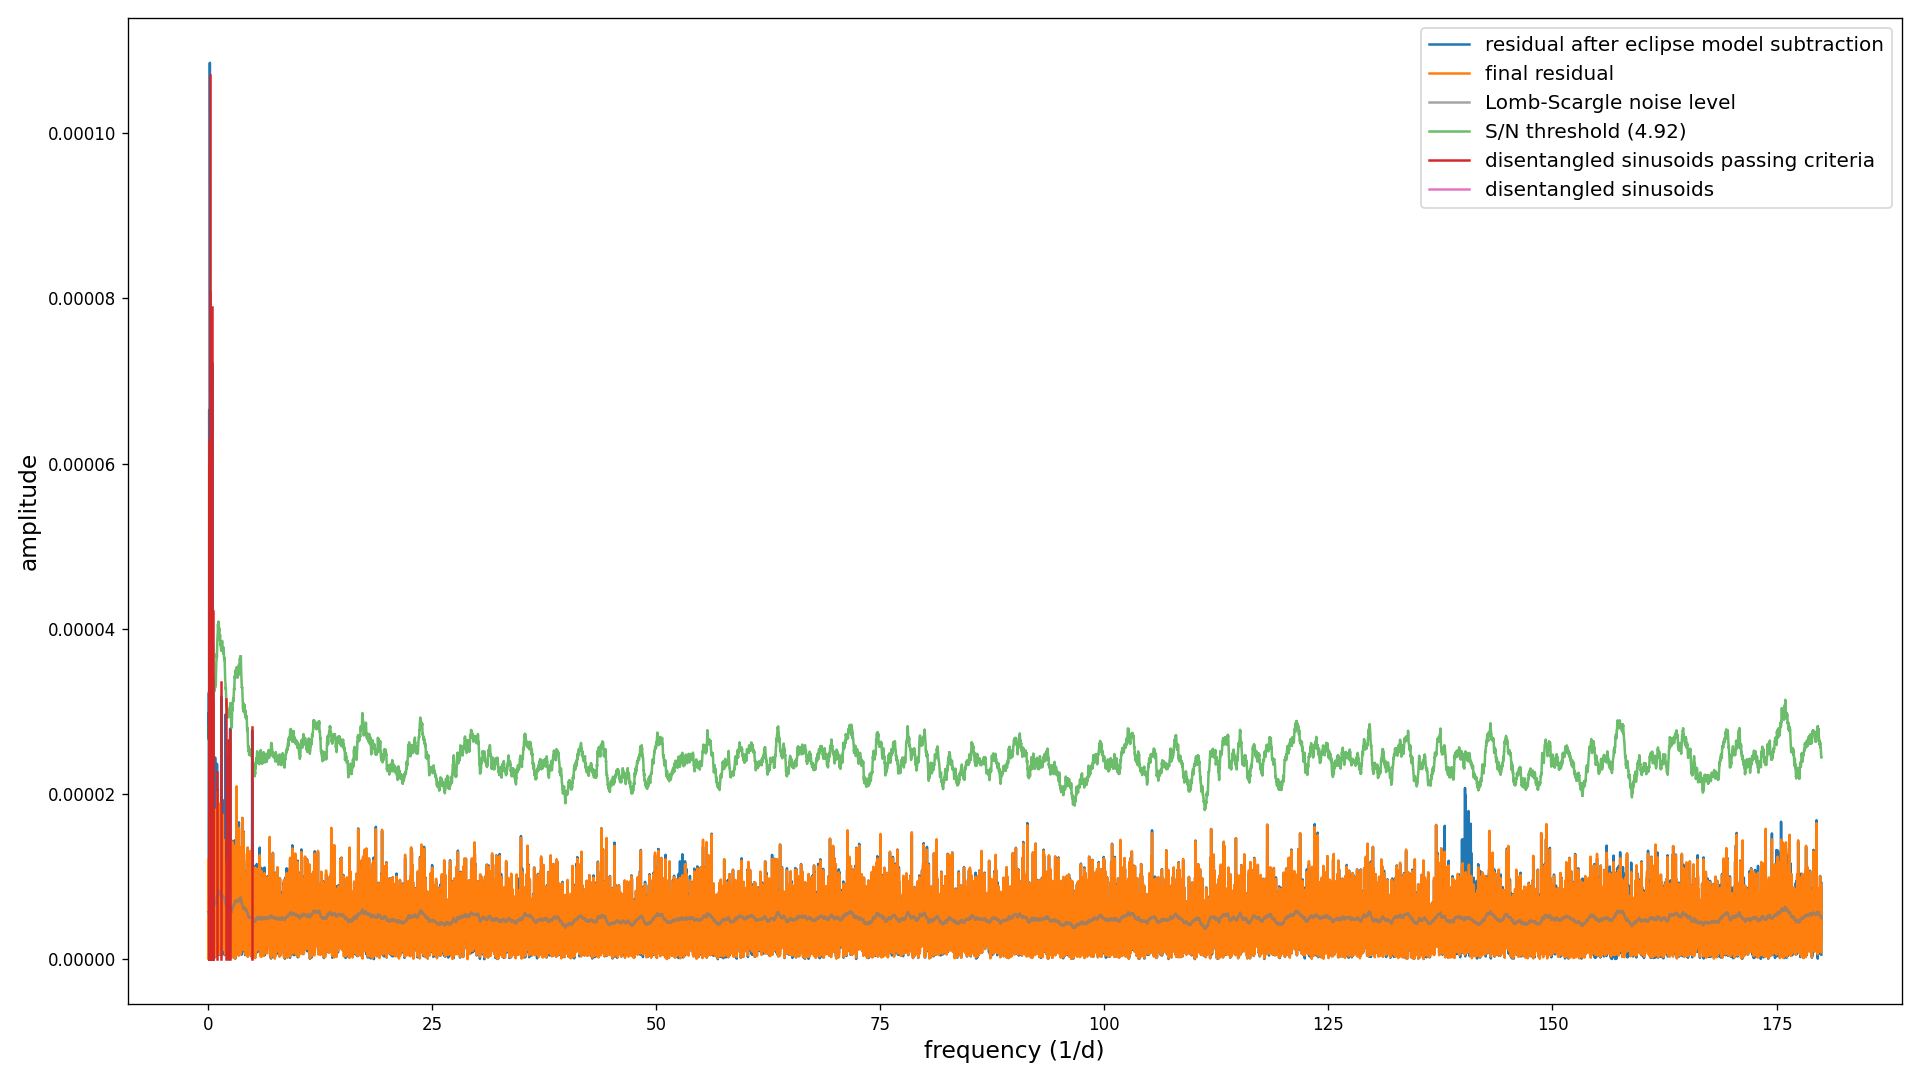 residual after eclipse model subtraction
final residual
Lomb-Scargle noise level
S/N threshold (4.92)
disentangled sinusoids passing criteria
disentangled sinusoids
amplitude
0.00010
0.00008
0.00006
0.00004
0.00002
0.00000
0 25 50 75 100 125 150 175
frequency (1/d)